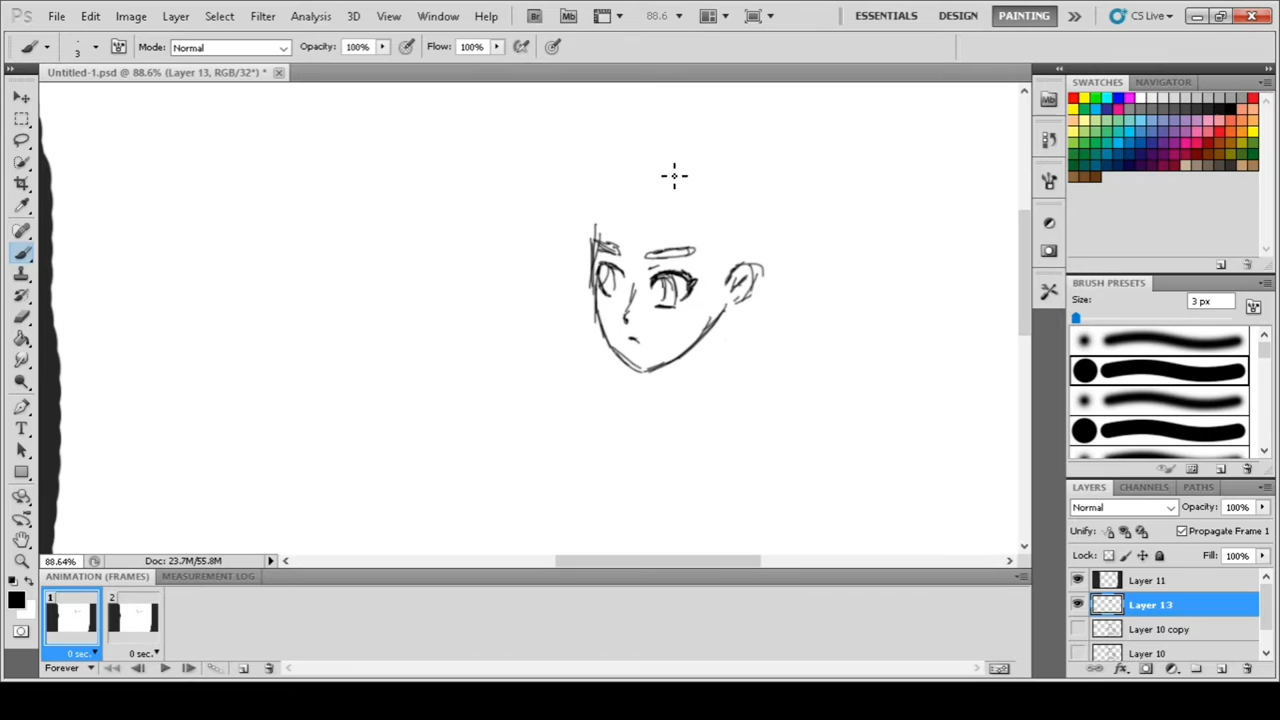 Ps File Edit Image Layer Select Filter Analysis 3D View Window Help Br Mb 88.6 ESSENTIALS DESIGN PAINTING CS Live
3 Mode: Normal Opacity: 100% Flow: 100%
Untitled-1.psd @ 88.6% (Layer 13, RGB/32*) *
SWATCHES NAVIGATOR
Mb
BRUSH PRESETS
Size: 3 px
LAYERS CHANNELS PATHS
Normal Opacity: 100%
Unify: Propagate Frame 1
Lock: Fill: 100%
Layer 11
Layer 13
Layer 10 copy
Layer 10
88.64% Doc: 23.7M/55.8M
ANIMATION (FRAMES) MEASUREMENT LOG
1 2
0 sec. 0 sec.
Forever